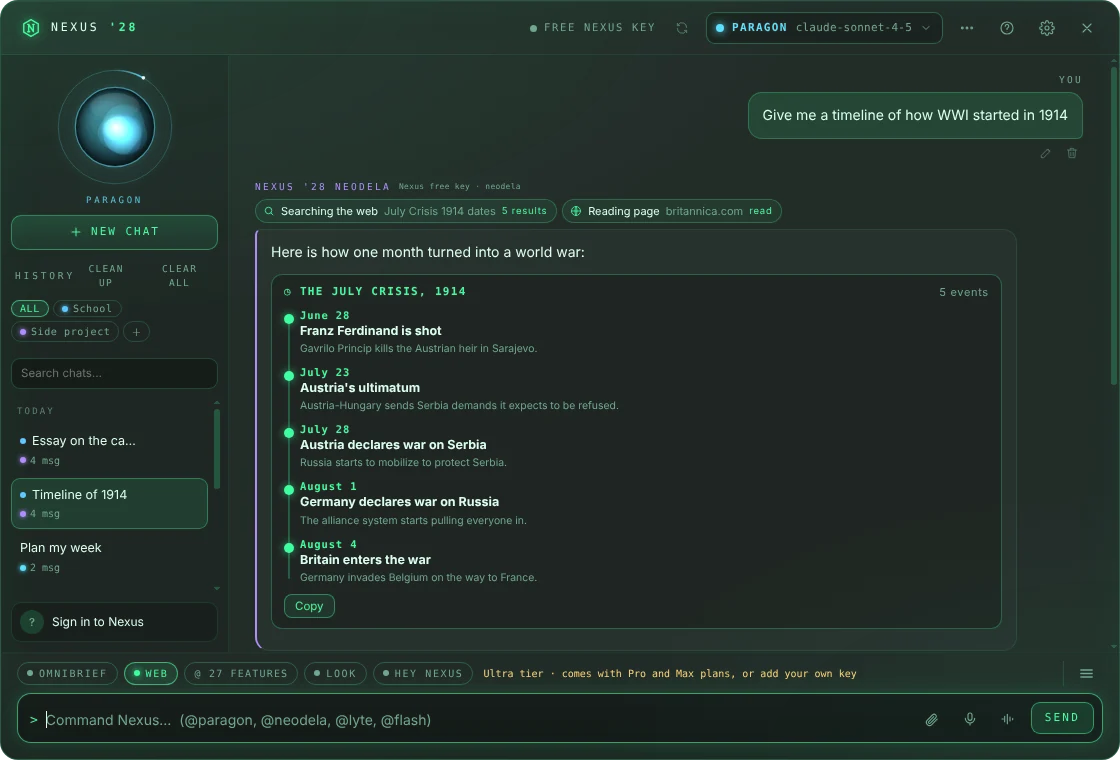 NEXUS '28
FREE NEXUS KEY
PARAGON claude-sonnet-4-5
YOU
Give me a timeline of how WWI started in 1914
PARAGON
+ NEW CHAT
HISTORY
CLEAN UP
CLEAR ALL
ALL
School
Side project
+
Search chats...
TODAY
Essay on the ca...
4 msg
Timeline of 1914
4 msg
Plan my week
2 msg
?
Sign in to Nexus
NEXUS '28 NEODELA Nexus free key · neodela
Searching the web July Crisis 1914 dates 5 results
Reading page britannica.com read
Here is how one month turned into a world war:
THE JULY CRISIS, 1914
5 events
June 28
Franz Ferdinand is shot
Gavrilo Princip kills the Austrian heir in Sarajevo.
July 23
Austria's ultimatum
Austria-Hungary sends Serbia demands it expects to be refused.
July 28
Austria declares war on Serbia
Russia starts to mobilize to protect Serbia.
August 1
Germany declares war on Russia
The alliance system starts pulling everyone in.
August 4
Britain enters the war
Germany invades Belgium on the way to France.
Copy
OMNIBRIEF
WEB
@ 27 FEATURES
LOOK
HEY NEXUS
Ultra tier · comes with Pro and Max plans, or add your own key
> Command Nexus... (@paragon, @neodela, @lyte, @flash)
SEND